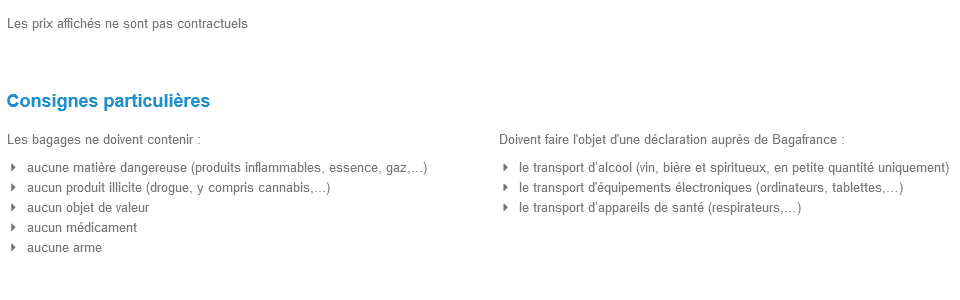 Les prix affichés ne sont pas contractuels
Consignes particulières
Les bagages ne doivent contenir :
aucune matière dangereuse (produits inflammables, essence, gaz,...)
aucun produit illicite (drogue, y compris cannabis,...)
aucun objet de valeur
aucun médicament
aucune arme
Doivent faire l'objet d'une déclaration auprès de Bagafrance :
le transport d'alcool (vin, bière et spiritueux, en petite quantité uniquement)
le transport d'équipements électroniques (ordinateurs, tablettes,...)
le transport d'appareils de santé (respirateurs,...)